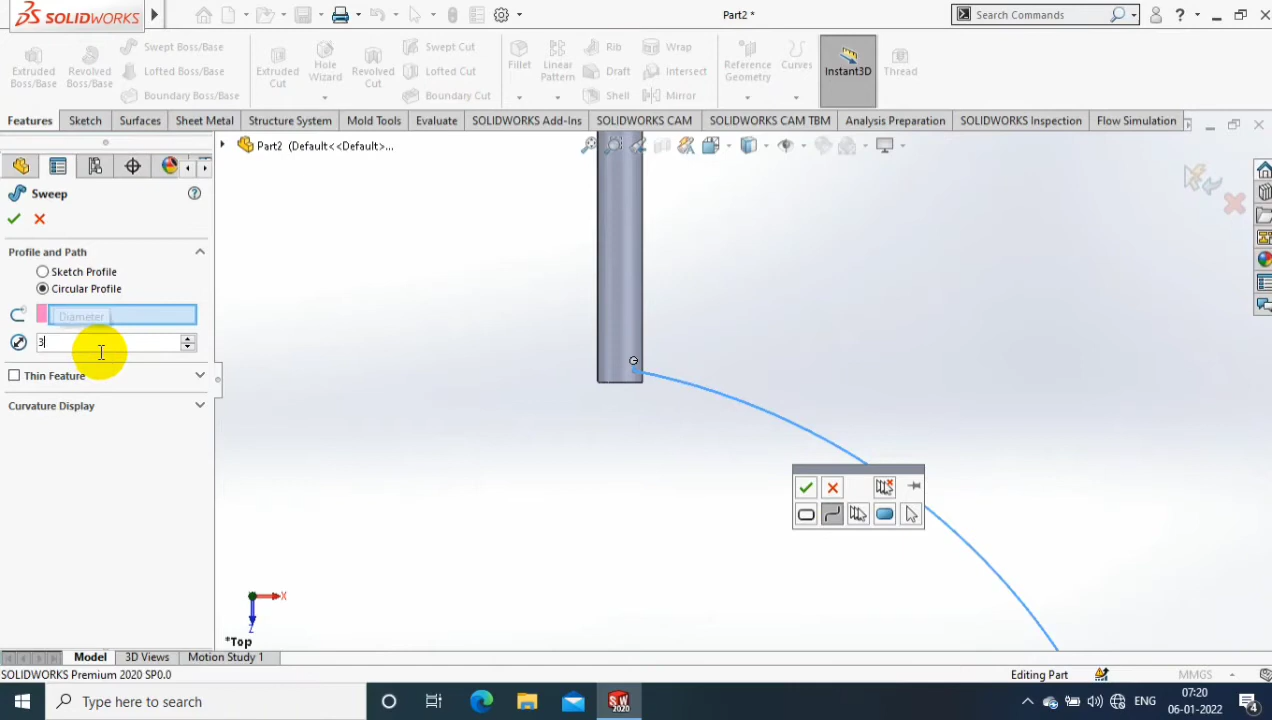 SOLIDWORKS
Part2 *
Search Commands
Extruded Boss/Base
Revolved Boss/Base
Swept Boss/Base
Lofted Boss/Base
Boundary Boss/Base
Extruded Cut
Hole Wizard
Revolved Cut
Swept Cut
Lofted Cut
Boundary Cut
Fillet
Linear Pattern
Rib
Draft
Shell
Wrap
Intersect
Mirror
Reference Geometry
Curves
Instant3D
Thread
Features
Sketch
Surfaces
Sheet Metal
Structure System
Mold Tools
Evaluate
SOLIDWORKS Add-Ins
SOLIDWORKS CAM
SOLIDWORKS CAM TBM
Analysis Preparation
SOLIDWORKS Inspection
Flow Simulation
Part2 (Default<<Default>...
Sweep
Profile and Path
Sketch Profile
Circular Profile
Diameter
3
Thin Feature
Curvature Display
X
Z
*Top
Model
3D Views
Motion Study 1
SOLIDWORKS Premium 2020 SP0.0
Editing Part
MMGS
Type here to search
SW
2020
ENG
07:20
06-01-2022
4